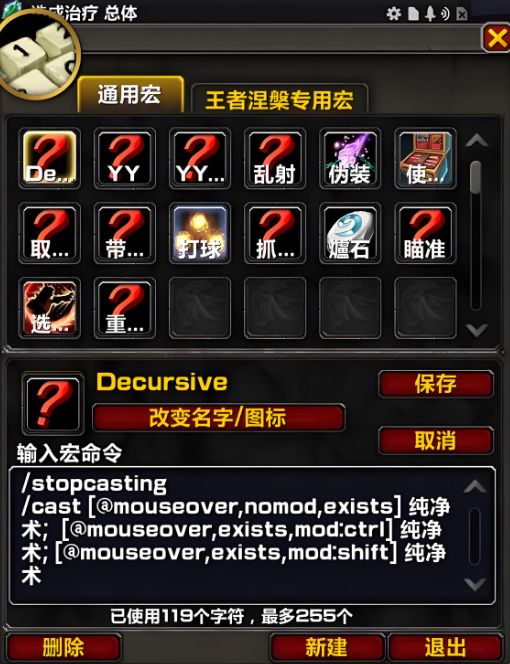 造成治疗 总体
1
通用宏
王者涅槃专用宏
De...
YY
YY...
乱射
伪装
使...
取...
带...
打球
抓...
爐石
瞄准
选...
重...
Decursive
保存
改变名字/图标
取消
输入宏命令
/stopcasting
/cast [@mouseover,nomod,exists] 纯净
术; [@mouseover,exists,mod:ctrl] 纯净
术; [@mouseover,exists,mod:shift] 纯净
术
已使用119个字符，最多255个
删除
新建
退出